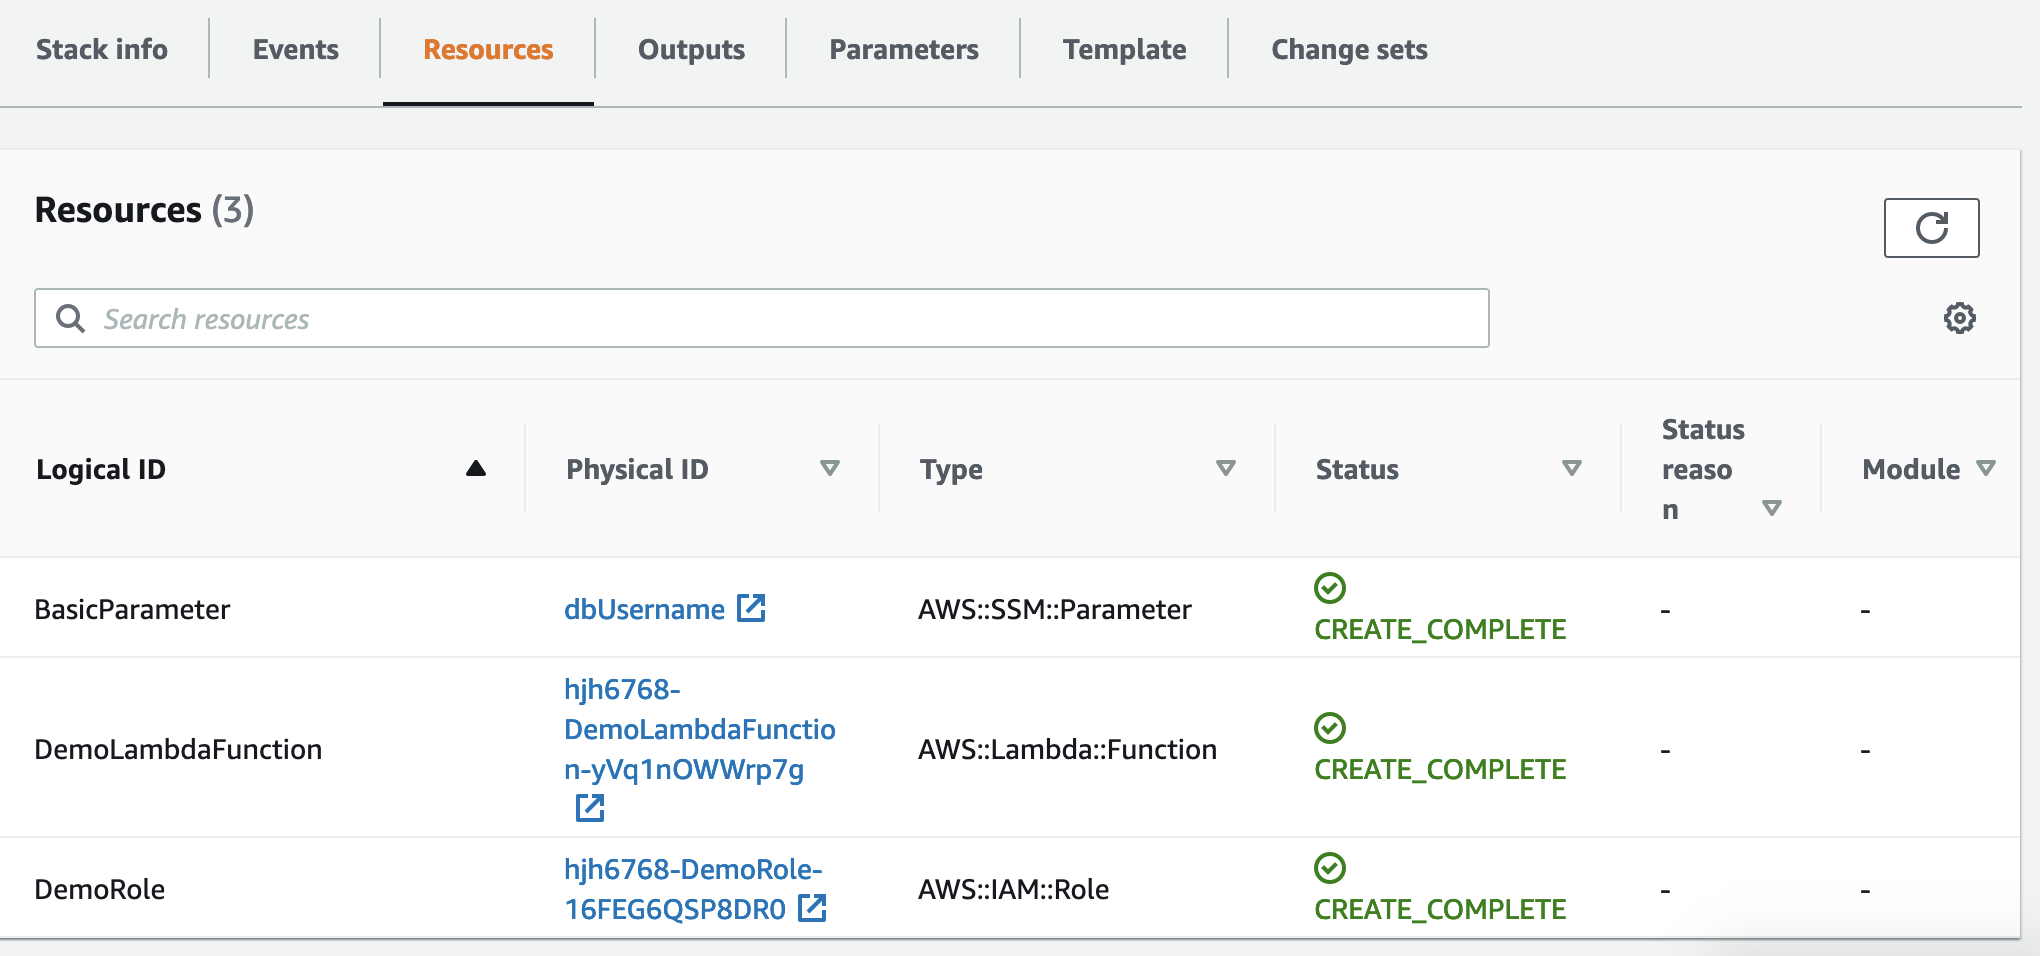 Stack info Events Resources Outputs Parameters Template Change sets
Resources (3)
Search resources
Logical ID Physical ID Type Status Status
reaso
n Module
BasicParameter dbUsername AWS::SSM::Parameter CREATE_COMPLETE - -
DemoLambdaFunction hjh6768-
DemoLambdaFunctio
n-yVq1nOWWrp7g AWS::Lambda::Function CREATE_COMPLETE - -
DemoRole hjh6768-DemoRole-
16FEG6QSP8DR0 AWS::IAM::Role CREATE_COMPLETE - -